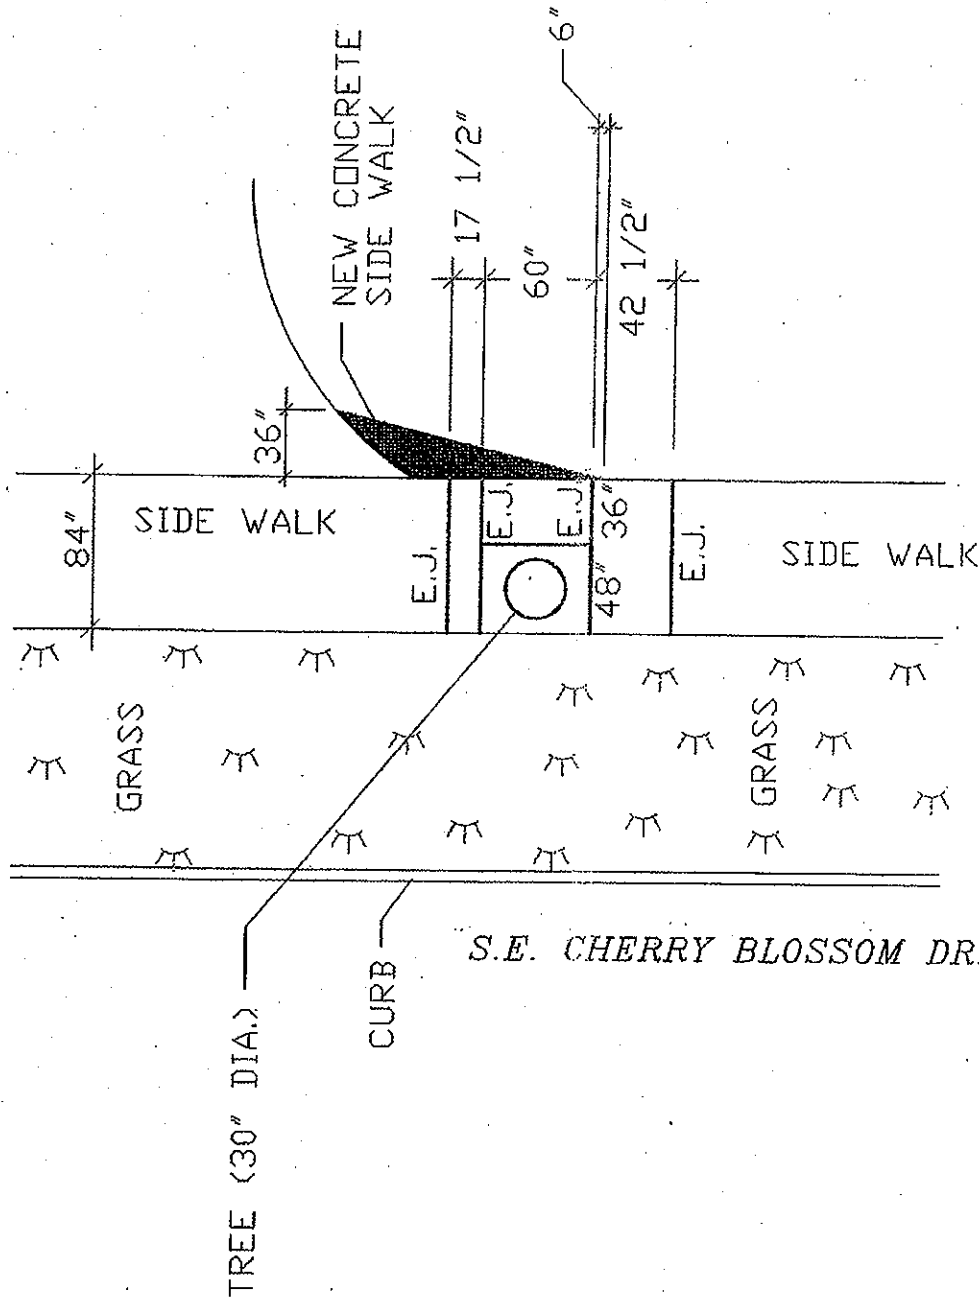 NEW CONCRETE
SIDE WALK
6"
17 1/2"
60"
42 1/2"
36"
84"
SIDE WALK
E.J.
E.J.
E.J.
48"
36"
E.J.
SIDE WALK
GRASS
GRASS
S.E. CHERRY BLOSSOM DR.
CURB
TREE (30" DIA.)